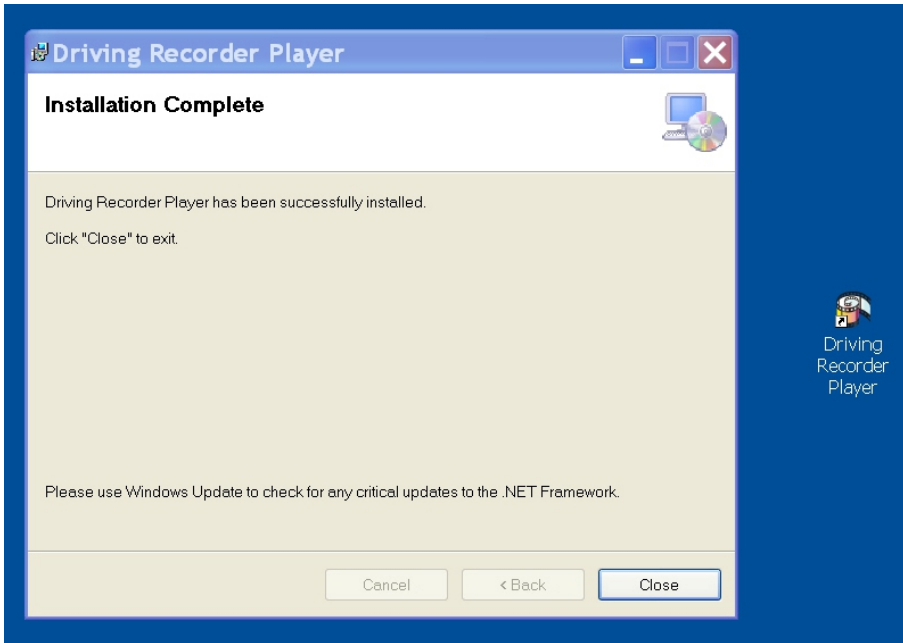 Driving Recorder Player
Installation Complete
Driving Recorder Player has been successfully installed.
Click "Close" to exit.
Driving
Recorder
Player
Please use Windows Update to check for any critical updates to the .NET Framework.
Cancel
< Back
Close